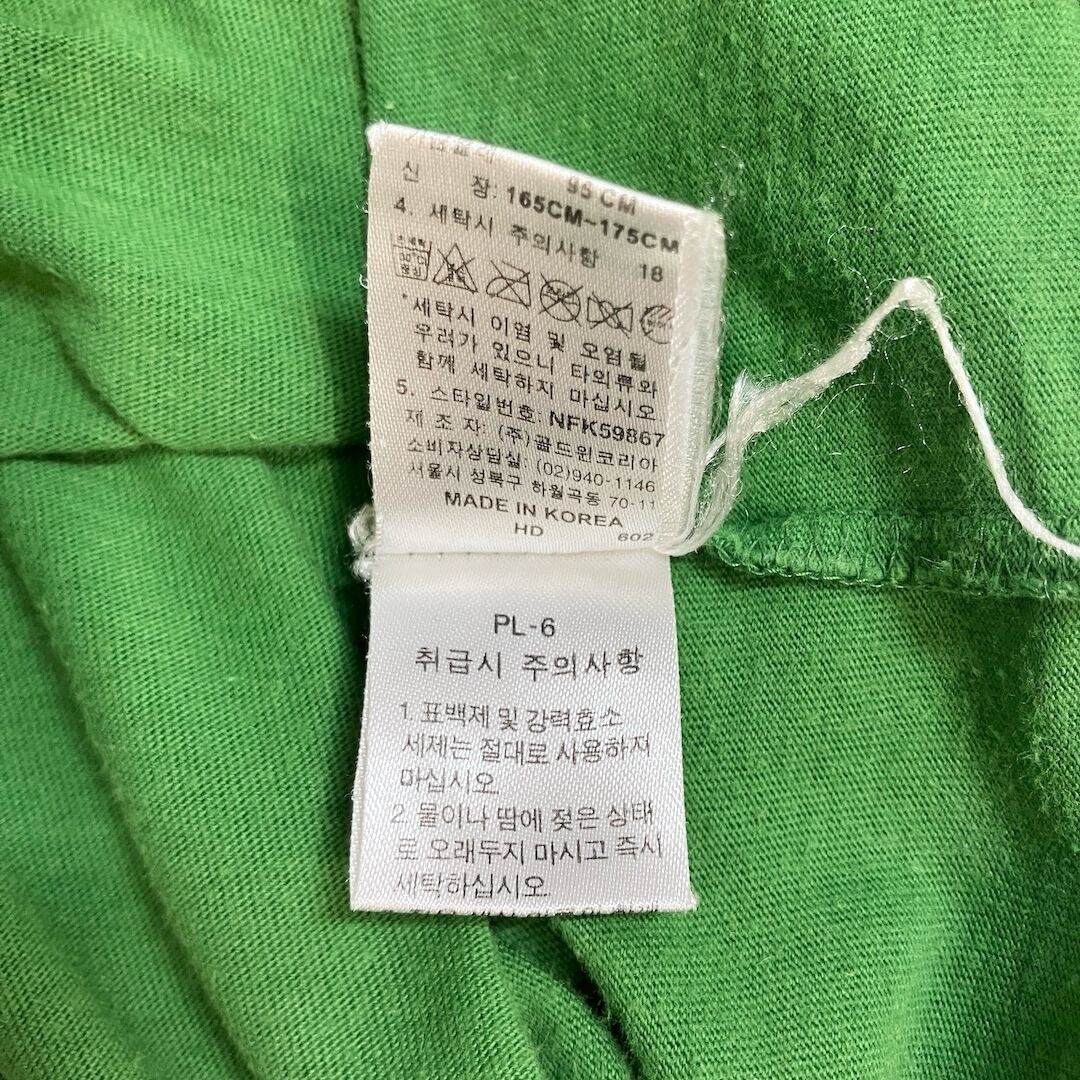 95 CM
신 장: 165CM~175CM
4. 세탁시 주의사항 18
30℃
중성
*세탁시 이염 및 오염될
우려가 있으니 타의류와
함께 세탁하지 마십시오
5. 스타일번호: NFK59867
제 조 자: (주)골드윈코리아
소비자상담실: (02)940-1146
서울시 성북구 하월곡동 70-11
MADE IN KOREA
HD 602
PL-6
취급시 주의사항
1. 표백제 및 강력효소
세제는 절대로 사용하지
마십시오.
2. 물이나 땀에 젖은 상태
로 오래두지 마시고 즉시
세탁하십시오.